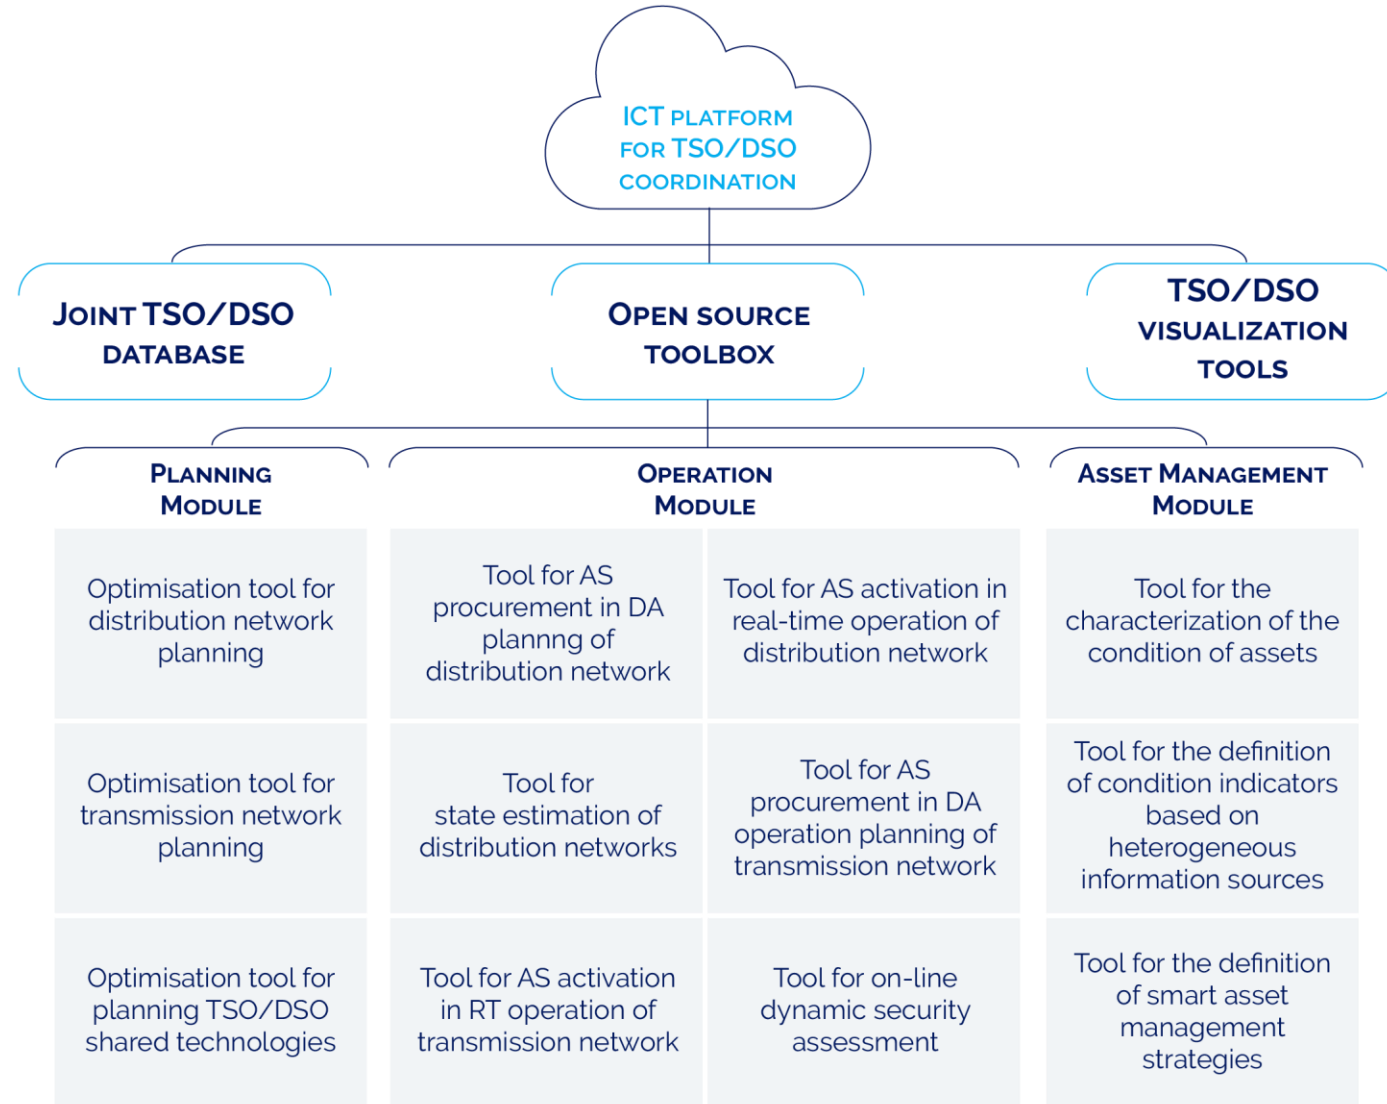 ICT PLATFORM
FOR TSO/DSO
COORDINATION
JOINT TSO/DSO
DATABASE
OPEN SOURCE
TOOLBOX
TSO/DSO
VISUALIZATION
TOOLS
PLANNING
MODULE
OPERATION
MODULE
ASSET MANAGEMENT
MODULE
Optimisation tool for
distribution network
planning
Tool for AS
procurement in DA
plannng of
distribution network
Tool for AS activation in
real-time operation of
distribution network
Tool for the
characterization of the
condition of assets
Optimisation tool for
transmission network
planning
Tool for
state estimation of
distribution networks
Tool for AS
procurement in DA
operation planning of
transmission network
Tool for the definition
of condition indicators
based on
heterogeneous
information sources
Optimisation tool for
planning TSO/DSO
shared technologies
Tool for AS activation
in RT operation of
transmission network
Tool for on-line
dynamic security
assessment
Tool for the definition
of smart asset
management
strategies